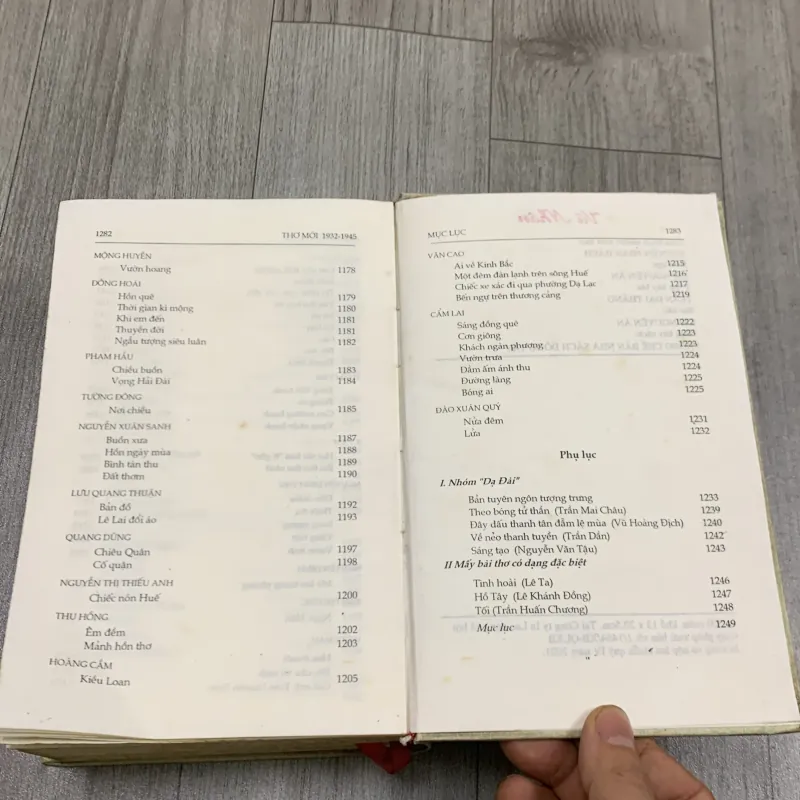 1282 THƠ MỚI 1932-1945
MỘNG HUYỀN
Vườn hoang 1178
ĐÔNG HOÀI
Hồn quê 1179
Thời gian kì mộng 1180
Khi em đến 1181
Thuyền đời 1181
Ngẫu tượng siêu luân 1182
PHẠM HẦU
Chiều buồn 1183
Vọng Hải Đài 1184
TƯỜNG ĐÔNG
Nơi chiều 1185
NGUYỄN XUÂN SANH
Buồn xưa 1187
Hồn ngày mùa 1188
Bình tàn thu 1189
Đất thơm 1190
LƯU QUANG THUẬN
Bản đồ 1192
Lê Lai đổi áo 1193
QUANG DŨNG
Chiêu Quân 1197
Cố quận 1198
NGUYỄN THỊ THIẾU ANH
Chiếc nón Huế 1200
THU HỒNG
Êm đềm 1202
Mảnh hồn thơ 1203
HOÀNG CẦM
Kiều Loan 1205
MỤC LỤC 1283
VĂN CAO
Ai về Kinh Bắc 1215
Một đêm đàn lạnh trên sông Huế 1216
Chiếc xe xác đi qua phường Dạ Lạc 1217
Bến ngự trên thương cảng 1219
CẨM LAI
Sáng đồng quê 1222
Cơn giông 1223
Khách ngàn phương 1223
Vườn trưa 1224
Đầm ấm ánh thu 1224
Đường làng 1225
Bóng ai 1225
ĐÀO XUÂN QUÝ
Nửa đêm 1231
Lửa 1232
Phụ lục
I. Nhóm "Dạ Đài"
Bản tuyên ngôn tượng trưng 1233
Theo bóng tử thần (Trần Mai Châu) 1239
Đây dấu thanh tân đẫm lệ mùa (Vũ Hoàng Địch) 1240
Về nẻo thanh tuyền (Trần Dần) 1242
Sáng tạo (Nguyễn Văn Tậu) 1243
II Mấy bài thơ có dạng đặc biệt
Tình hoài (Lê Ta) 1246
Hồ Tây (Lê Khánh Đồng) 1247
Tối (Trần Huấn Chương) 1248
Mục lục 1249